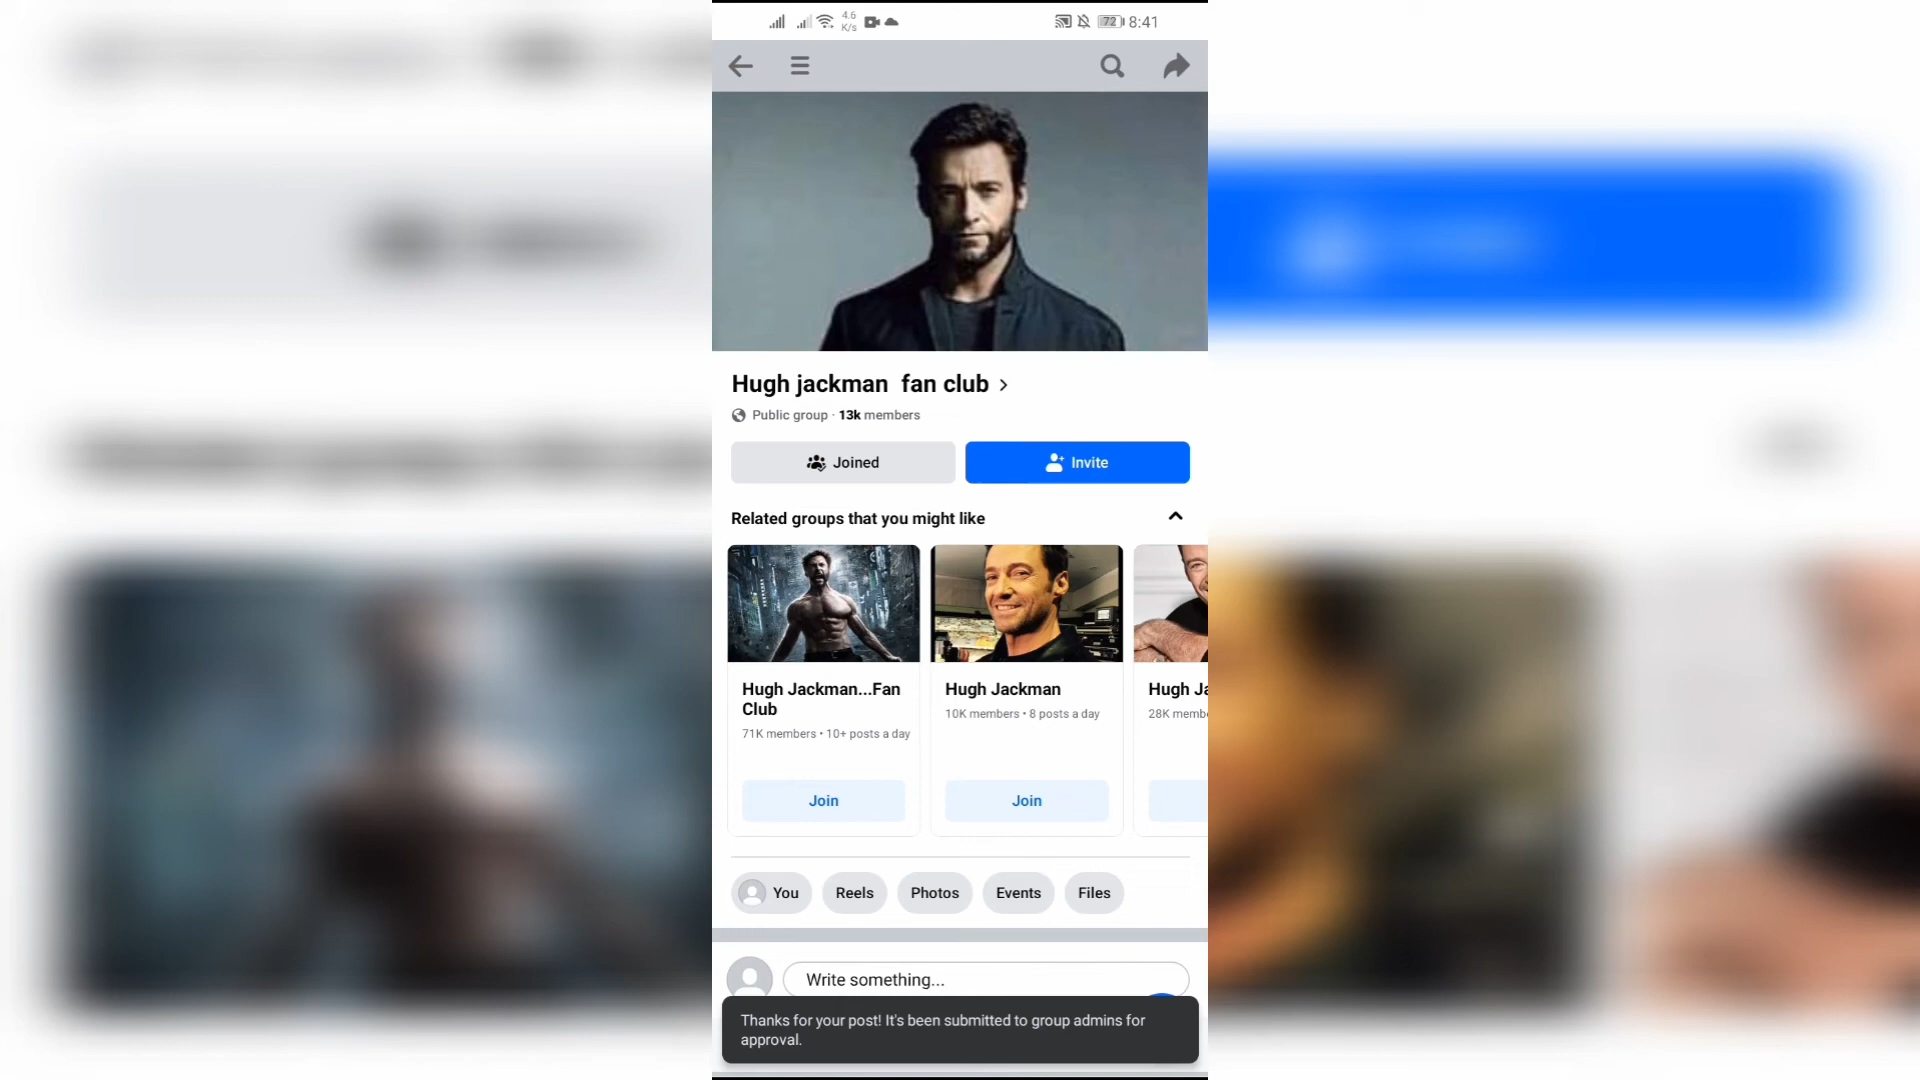 4.6
K/s
72 8:41
Hugh jackman  fan club
Public group · 13k members
Joined
Invite
Related groups that you might like
Hugh Jackman...Fan
Club
71K members • 10+ posts a day
Join
Hugh Jackman
10K members • 8 posts a day
Join
Hugh Ja
28K memb
You
Reels
Photos
Events
Files
Write something...
Thanks for your post! It's been submitted to group admins for
approval.